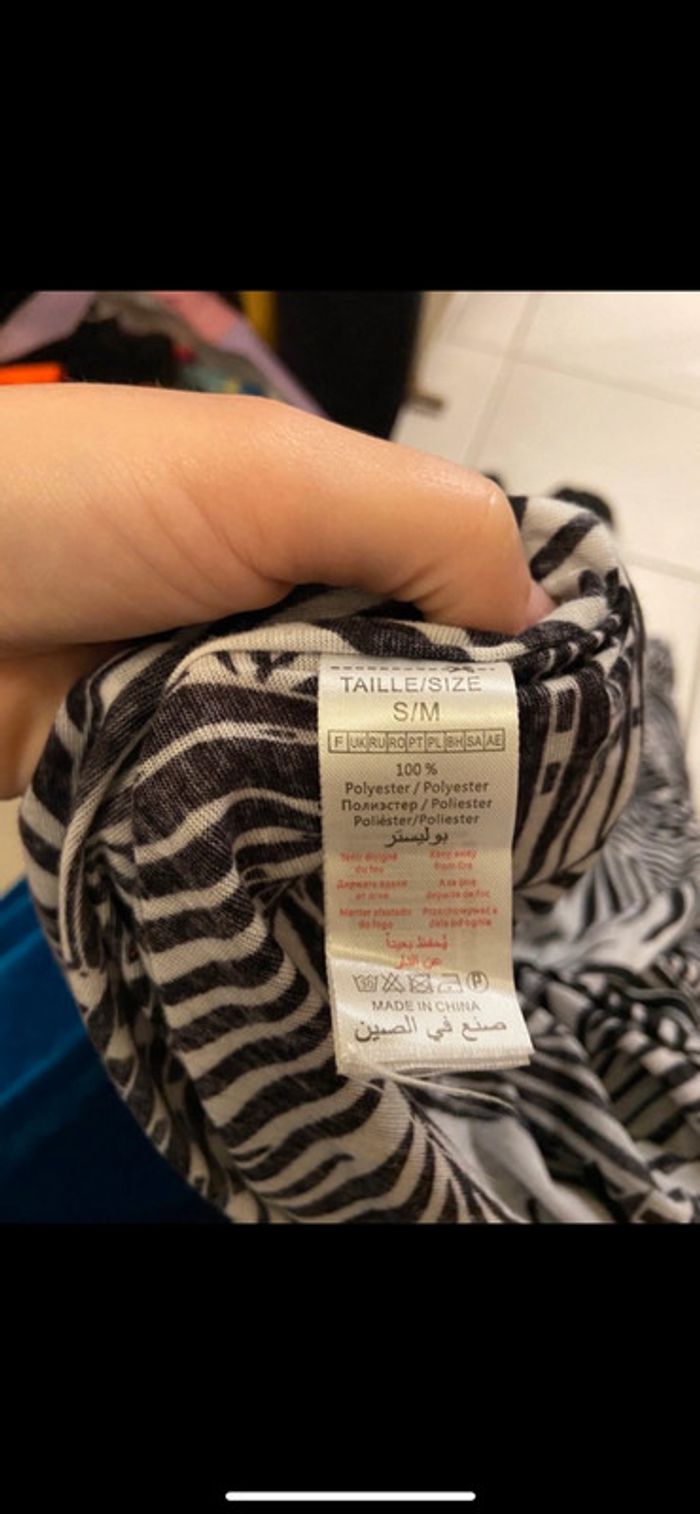 TAILLE/SIZE
S/M
F UK RU RO PT PL BH SA AE
100 %
Polyester / Polyester
Полиэстер / Poliester
Poliéster/Poliester
بوليستر
Tenir éloigné Keep away
du feu from fire
Держать вдали A se ține
от огня departe de foc
Manter afastado Przechowywać z
do fogo dala od ognia
يُحفظ بعيداً
عن النار
30 P
MADE IN CHINA
صنع في الصين